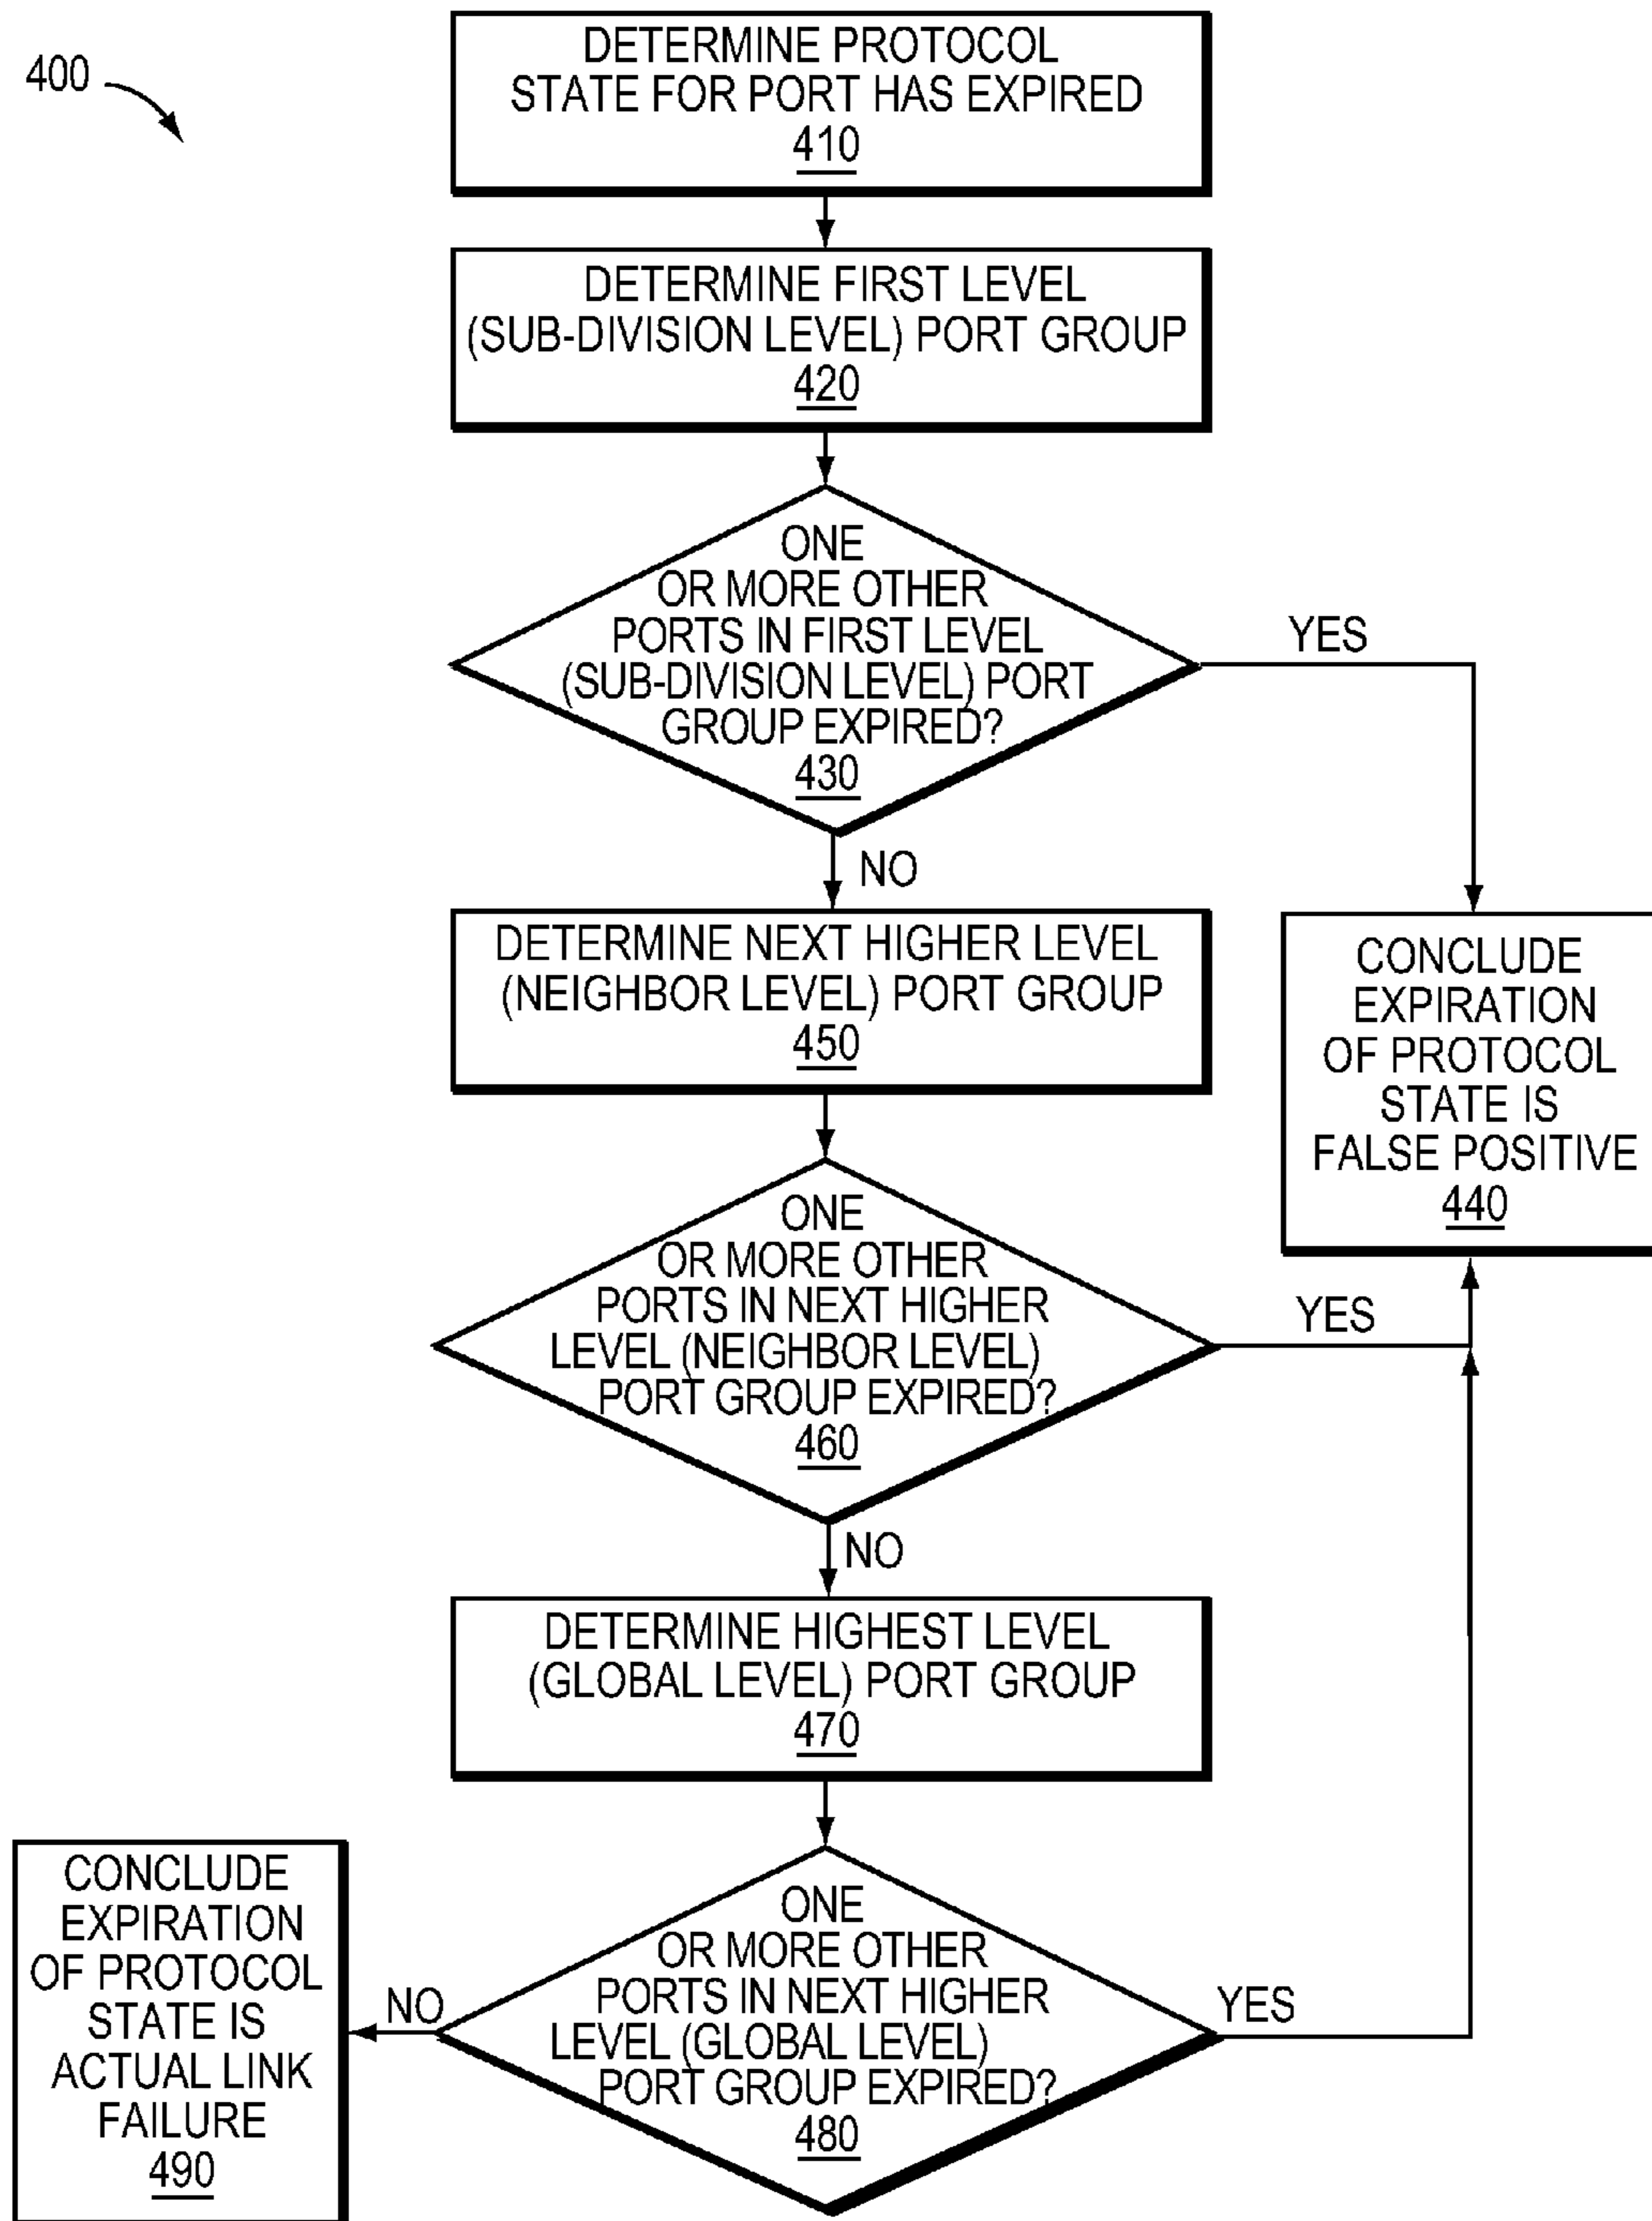 400
DETERMINE PROTOCOL
STATE FOR PORT HAS EXPIRED
410
DETERMINE FIRST LEVEL
(SUB-DIVISION LEVEL) PORT GROUP
420
ONE
OR MORE OTHER
PORTS IN FIRST LEVEL
(SUB-DIVISION LEVEL) PORT
GROUP EXPIRED?
430
YES
NO
DETERMINE NEXT HIGHER LEVEL
(NEIGHBOR LEVEL) PORT GROUP
450
CONCLUDE
EXPIRATION
OF PROTOCOL
STATE IS
FALSE POSITIVE
440
ONE
OR MORE OTHER
PORTS IN NEXT HIGHER
LEVEL (NEIGHBOR LEVEL)
PORT GROUP EXPIRED?
460
YES
NO
DETERMINE HIGHEST LEVEL
(GLOBAL LEVEL) PORT GROUP
470
ONE
OR MORE OTHER
PORTS IN NEXT HIGHER
LEVEL (GLOBAL LEVEL)
PORT GROUP EXPIRED?
480
YES
NO
CONCLUDE
EXPIRATION
OF PROTOCOL
STATE IS
ACTUAL LINK
FAILURE
490